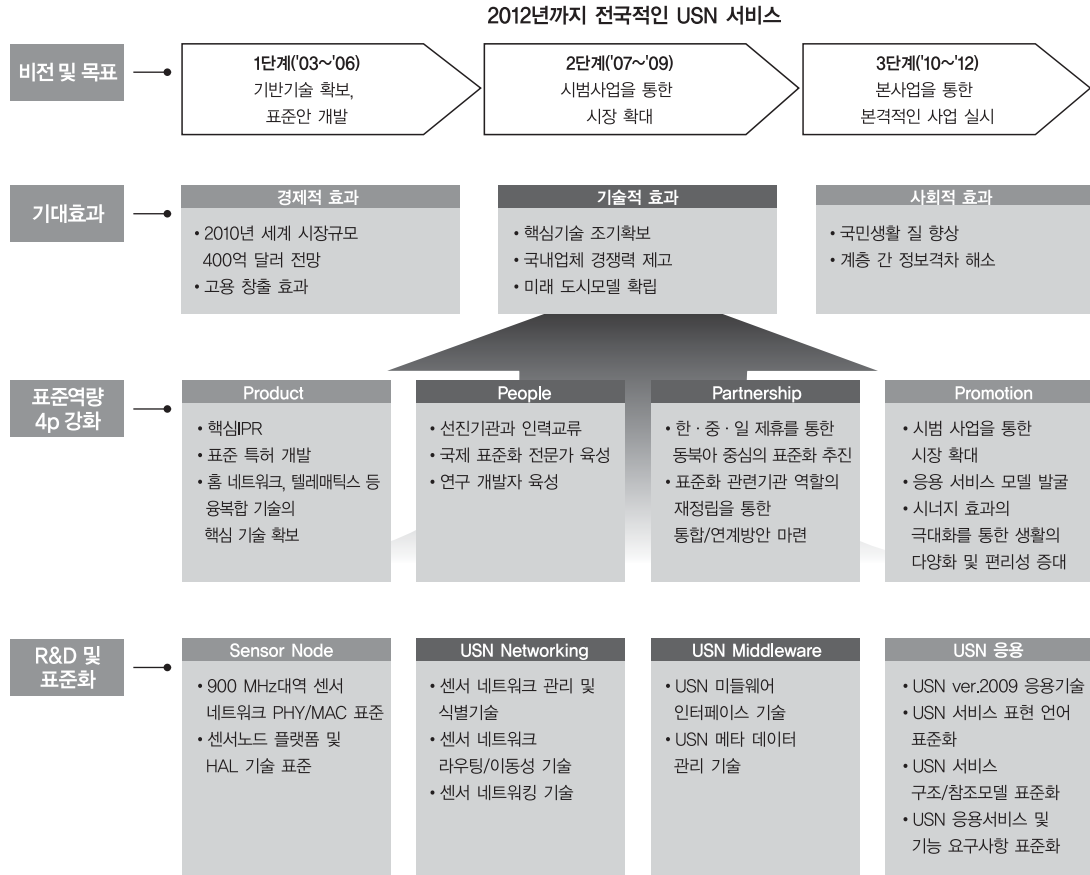 2012년까지 전국적인 USN 서비스
비전 및 목표
1단계('03~'06)
기반기술 확보,
표준안 개발
2단계('07~'09)
시범사업을 통한
시장 확대
3단계('10~'12)
본사업을 통한
본격적인 사업 실시
기대효과
경제적 효과
• 2010년 세계 시장규모
400억 달러 전망
• 고용 창출 효과
기술적 효과
• 핵심기술 조기확보
• 국내업체 경쟁력 제고
• 미래 도시모델 확립
사회적 효과
• 국민생활 질 향상
• 계층 간 정보격차 해소
표준역량
4p 강화
Product
• 핵심IPR
• 표준 특허 개발
• 홈 네트워크, 텔레매틱스 등
융복합 기술의
핵심 기술 확보
People
• 선진기관과 인력교류
• 국제 표준화 전문가 육성
• 연구 개발자 육성
Partnership
• 한 · 중 · 일 제휴를 통한
동북아 중심의 표준화 추진
• 표준화 관련기관 역할의
재정립을 통한
통합/연계방안 마련
Promotion
• 시범 사업을 통한
시장 확대
• 응용 서비스 모델 발굴
• 시너지 효과의
극대화를 통한 생활의
다양화 및 편리성 증대
R&D 및
표준화
Sensor Node
• 900 MHz대역 센서
네트워크 PHY/MAC 표준
• 센서노드 플랫폼 및
HAL 기술 표준
USN Networking
• 센서 네트워크 관리 및
식별기술
• 센서 네트워크
라우팅/이동성 기술
• 센서 네트워킹 기술
USN Middleware
• USN 미들웨어
인터페이스 기술
• USN 메타 데이터
관리 기술
USN 응용
• USN ver.2009 응용기술
• USN 서비스 표현 언어
표준화
• USN 서비스
구조/참조모델 표준화
• USN 응용서비스 및
기능 요구사항 표준화